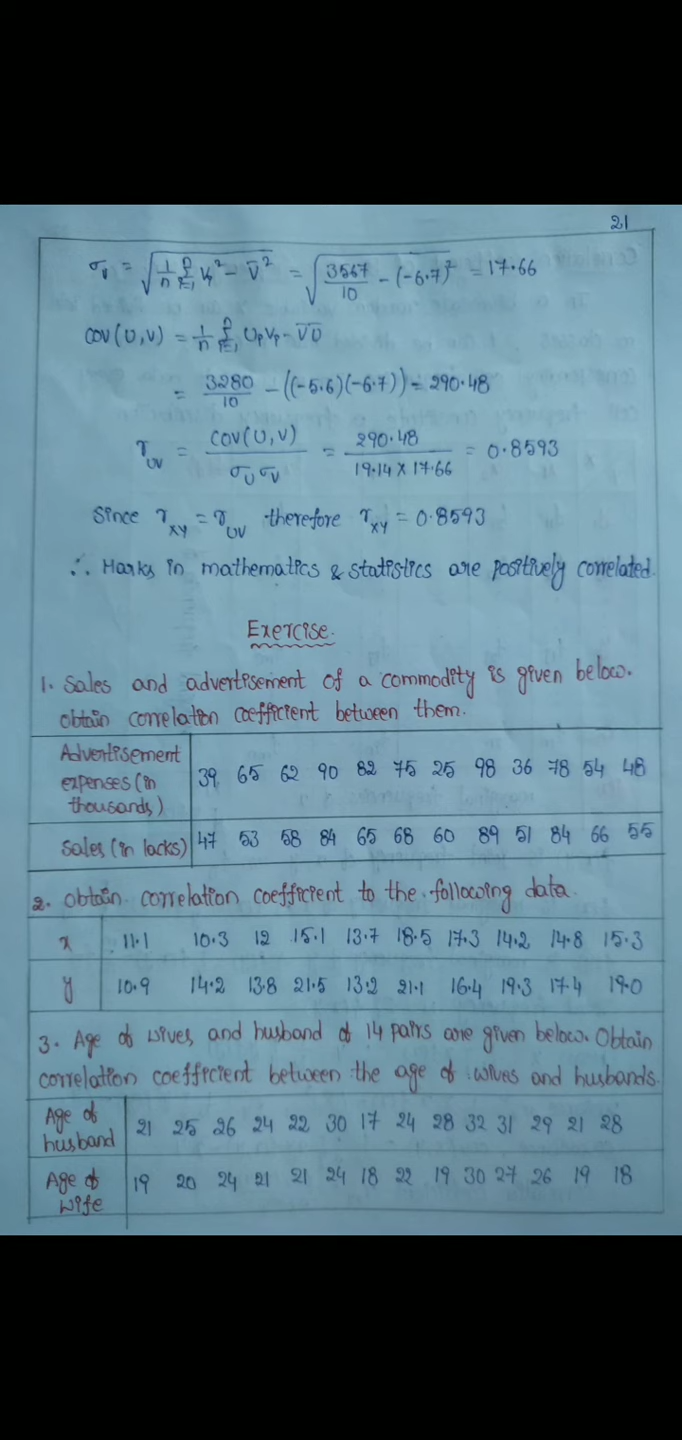 21
σ_V = √(1/n Σ_{i=1}^{n} V_i² - V̄²) = √(3567/10 - (-6.7)²) = 17.66
COV(U,V) = 1/n Σ_{i=1}^{n} U_i V_i - V̄Ū
= 3280/10 - ((-5.6)(-6.7)) = 290.48
r_UV = COV(U,V)/σ_U σ_V = 290.48/19.14 × 17.66 = 0.8593
Since r_XY = r_UV therefore r_XY = 0.8593
∴ Marks in mathematics & statistics are positively correlated.
Exercise.
1. Sales and advertisement of a commodity is given below.
obtain correlation coefficient between them.
Advertisement
expenses (in
thousands) 39 65 62 90 82 75 25 98 36 78 54 48
Sales (in lacks) 47 53 58 84 65 68 60 89 51 84 66 55
2. Obtain correlation coefficient to the following data.
x 11.1 10.3 12 15.1 13.7 18.5 17.3 14.2 14.8 15.3
y 10.9 14.2 13.8 21.5 13.2 21.1 16.4 19.3 17.4 19.0
3. Age of wives and husband of 14 pairs are given below. Obtain
correlation coefficient between the age of wives and husbands.
Age of
husband 21 25 26 24 22 30 17 24 28 32 31 29 21 28
Age of
wife 19 20 24 21 21 24 18 22 19 30 27 26 19 18